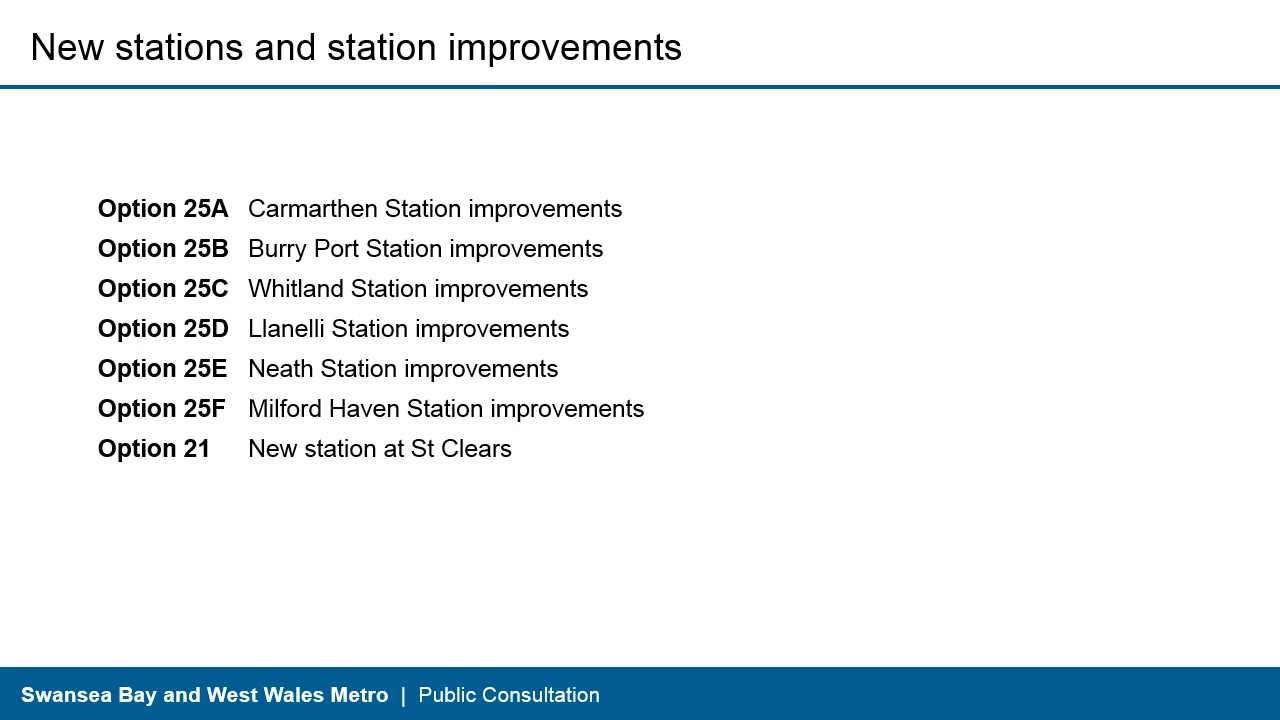 New stations and station improvements
Option 25A Carmarthen Station improvements
Option 25B Burry Port Station improvements
Option 25C Whitland Station improvements
Option 25D Llanelli Station improvements
Option 25E Neath Station improvements
Option 25F Milford Haven Station improvements
Option 21 New station at St Clears
Swansea Bay and West Wales Metro | Public Consultation